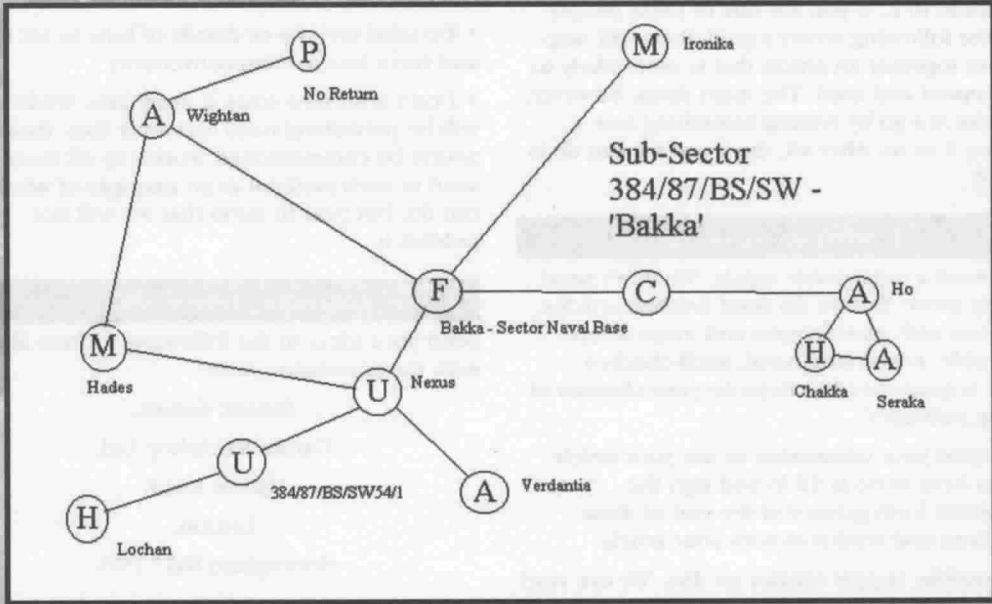 P
No Return
M
Ironika
A
Wightan
Sub-Sector
384/87/BS/SW -
'Bakka'
F
Bakka - Sector Naval Base
C
A
Ho
H
Chakka
A
Seraka
M
Hades
U
Nexus
U
384/87/BS/SW54/1
A
Verdantia
H
Lochan